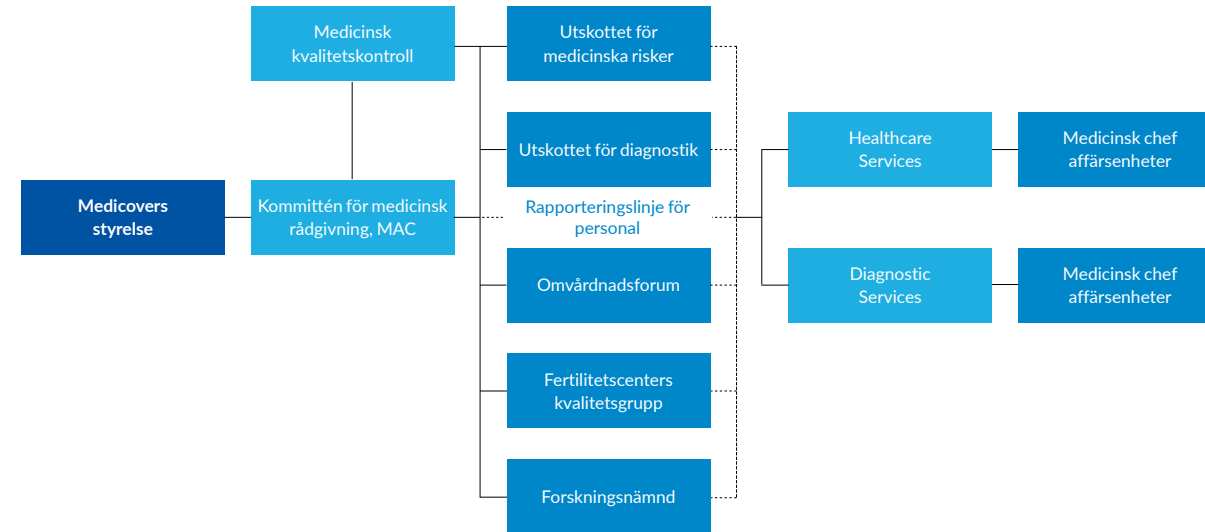 Medicinsk
kvalitetskontroll
Utskottet för
medicinska risker
Utskottet för diagnostik
Healthcare
Services
Medicinsk chef
affärsenheter
Medicovers
styrelse
Kommittén för medicinsk
rådgivning, MAC
Rapporteringslinje för
personal
Omvårdnadsforum
Diagnostic
Services
Medicinsk chef
affärsenheter
Fertilitetscenters
kvalitetsgrupp
Forskningsnämnd